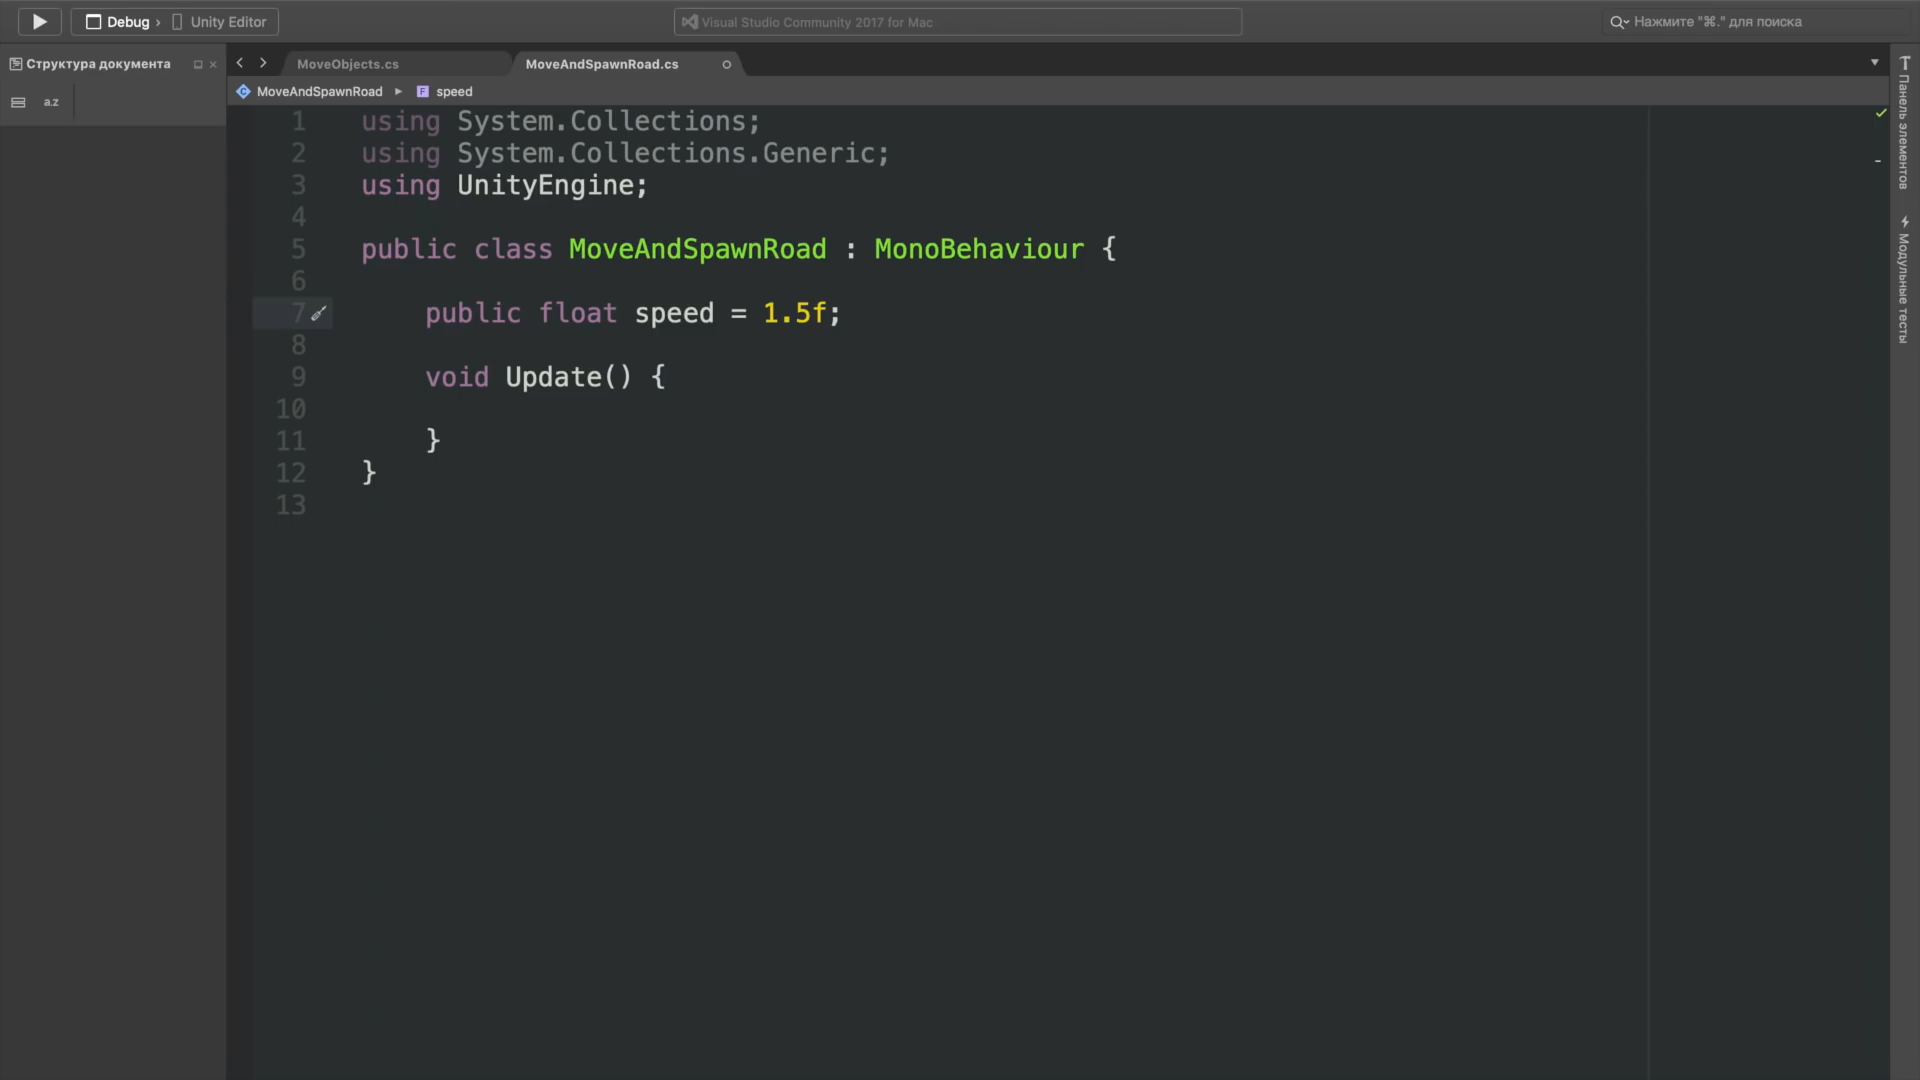 Debug › Unity Editor
Visual Studio Community 2017 for Mac
Нажмите "⌘." для поиска
Структура документа
a.z
MoveObjects.cs
MoveAndSpawnRoad.cs
MoveAndSpawnRoad ▸ F speed
1 using System.Collections;
2 using System.Collections.Generic;
3 using UnityEngine;
4
5 public class MoveAndSpawnRoad : MonoBehaviour {
6
7 public float speed = 1.5f;
8
9 void Update() {
10
11 }
12 }
13
Панель элементов
Модульные тесты